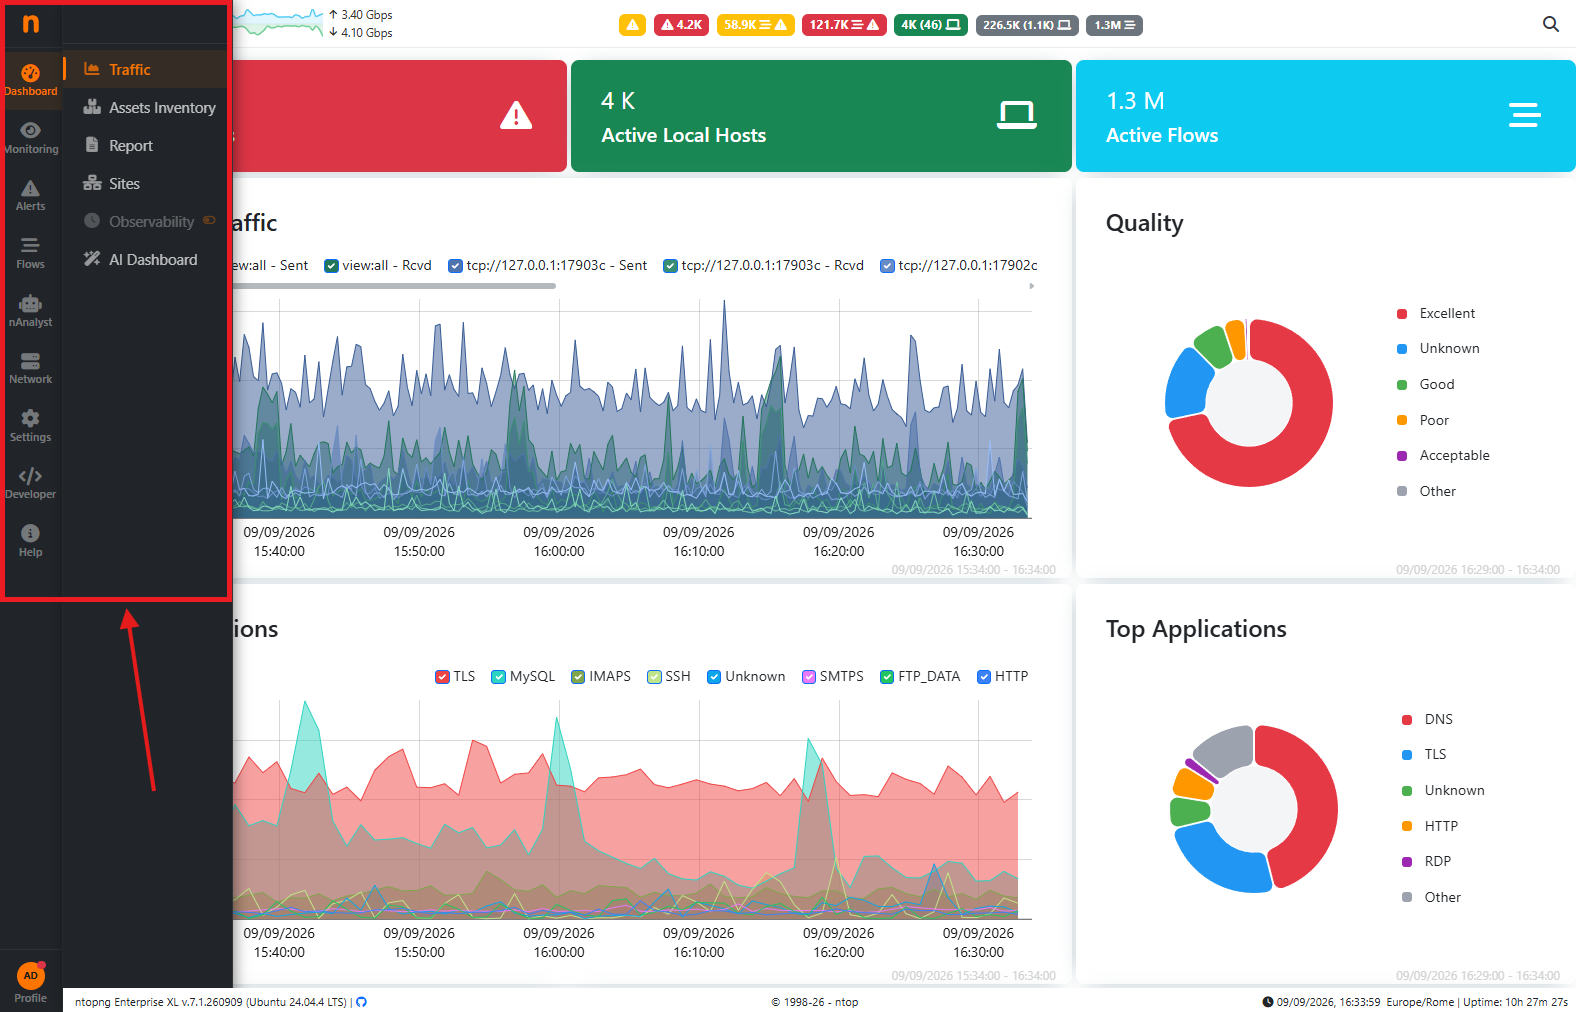 n
3.40 Gbps
4.10 Gbps
4.2K
58.9K
121.7K
4K (46)
226.5K (1.1K)
1.3M
Dashboard
Monitoring
Alerts
Flows
nAnalyst
Network
Settings
Developer
Help
AD
Profile
Traffic
Assets Inventory
Report
Sites
Observability
AI Dashboard
4 K
Active Local Hosts
1.3 M
Active Flows
affic
ew:all - Sent
view:all - Rcvd
tcp://127.0.0.1:17903c - Sent
tcp://127.0.0.1:17903c - Rcvd
tcp://127.0.0.1:17902c
09/09/2026 09/09/2026 09/09/2026 09/09/2026 09/09/2026 09/09/2026
15:40:00 15:50:00 16:00:00 16:10:00 16:20:00 16:30:00
09/09/2026 15:34:00 - 16:34:00
Quality
Excellent
Unknown
Good
Poor
Acceptable
Other
09/09/2026 16:29:00 - 16:34:00
ions
TLS
MySQL
IMAPS
SSH
Unknown
SMTPS
FTP_DATA
HTTP
09/09/2026 09/09/2026 09/09/2026 09/09/2026 09/09/2026 09/09/2026
15:40:00 15:50:00 16:00:00 16:10:00 16:20:00 16:30:00
09/09/2026 15:34:00 - 16:34:00
Top Applications
DNS
TLS
Unknown
HTTP
RDP
Other
09/09/2026 16:29:00 - 16:34:00
ntopng Enterprise XL v.7.1.260909 (Ubuntu 24.04.4 LTS) |
© 1998-26 - ntop
09/09/2026, 16:33:59 Europe/Rome | Uptime: 10h 27m 27s